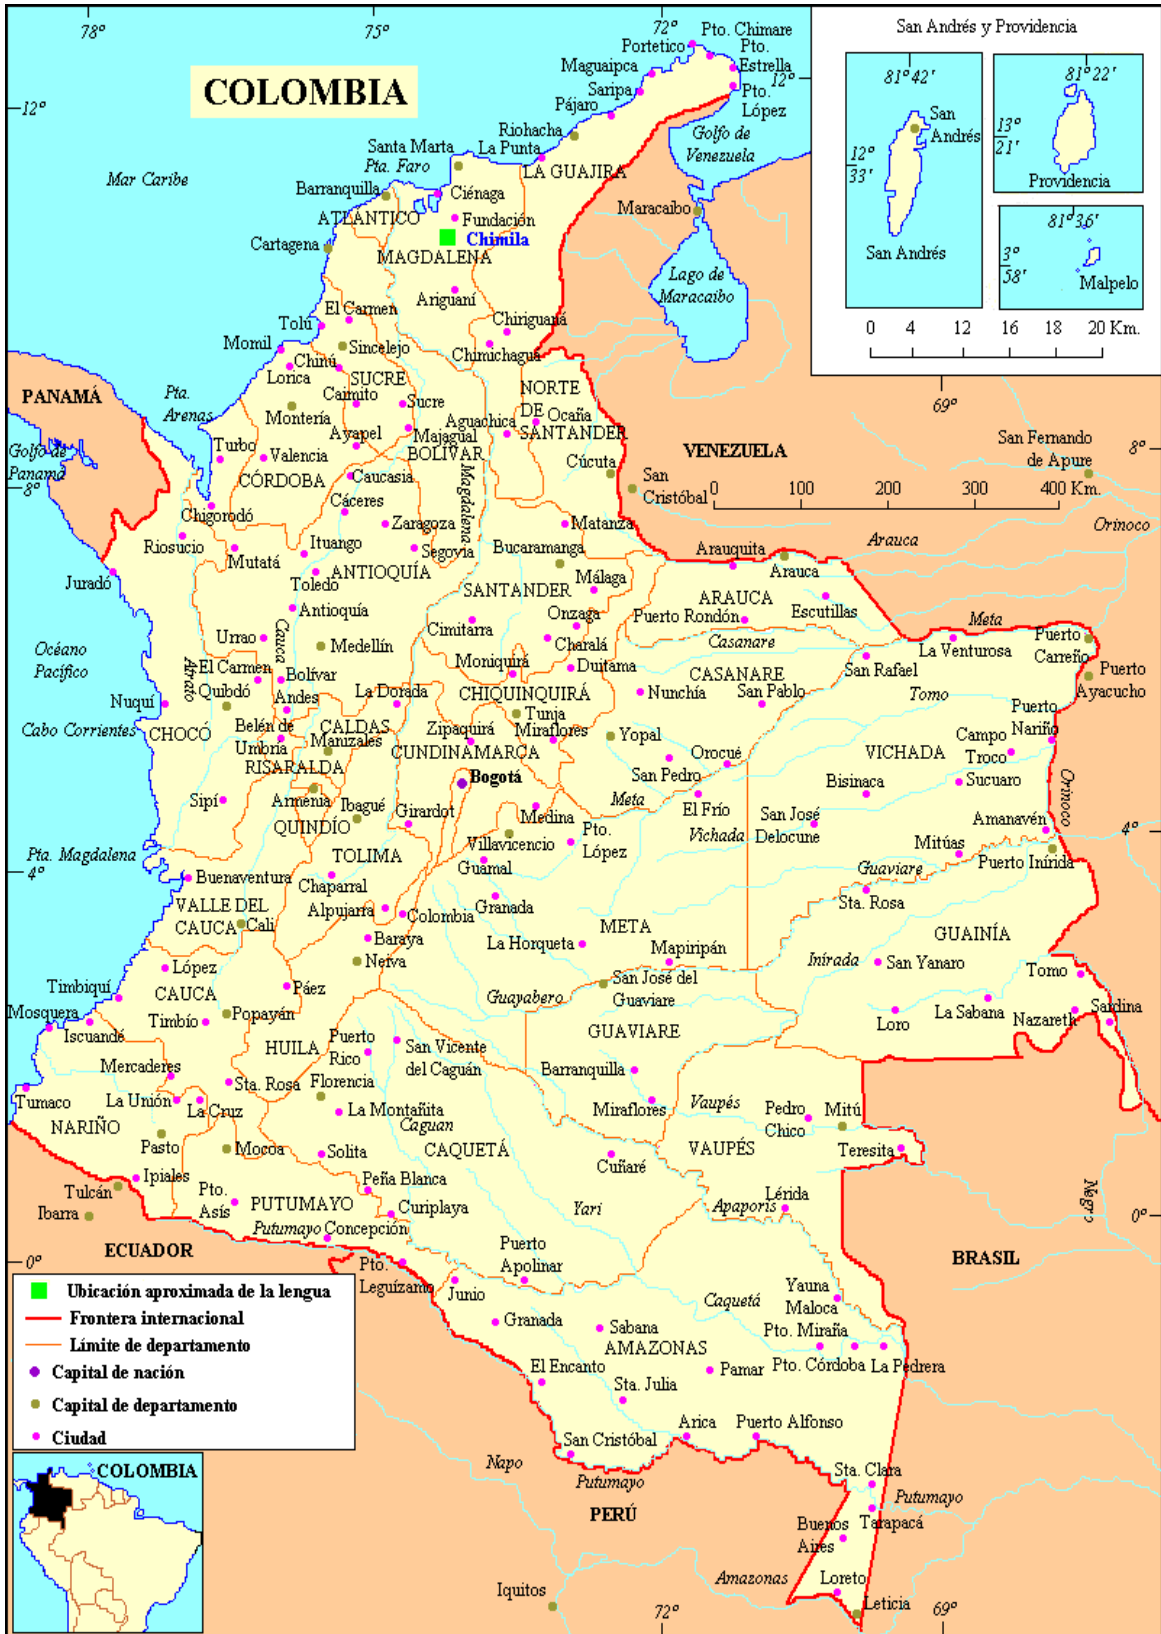 78º
75º
72º
12º
COLOMBIA
Mar Caribe
Portetico
Pto. Chimare
Pto.
Estrella
12º
Maguaipca
Saripa
Pto.
López
Pájaro
Riohacha
Golfo de
Venezuela
Santa Marta
La Punta
Pta. Faro
LA GUAJIRA
Barranquilla
Ciénaga
ATLANTICO
Fundación
Maracaibo
Chimila
Cartagena
MAGDALENA
Lago de
Maracaibo
Ariguaní
El Carmen
Tolú
Chiriguaná
Momil
Sincelejo
Chimichagua
Chinú
Lorica
SUCRE
NORTE
DE
SANTANDER
PANAMÁ
Pta.
Arenas
Caimito
Sucre
Montería
Aguachica
Ocaña
Ayapel
Majagual
Turbo
Valencia
BOLÍVAR
Golfo de
Panamá
Cúcuta
VENEZUELA
San Fernando
de Apure
8º
8º
CÓRDOBA
Caucasia
Magdalena
San
Cristóbal
0
100
200
300
400 Km.
Cáceres
Chigorodó
Zaragoza
Matanza
Orinoco
Riosucio
Mutatá
Ituango
Segovia
Bucaramanga
Arauquita
Arauca
Arauca
Juradó
Toledo
ANTIOQUÍA
SANTANDER
Málaga
ARAUCA
Escutillas
Antioquía
Cimitarra
Onzaga
Puerto Rondón
Meta
Urrao
Cauca
Medellín
Charalá
Casanare
La Venturosa
Puerto
Carreño
Océano
Pacífico
Atrato
El Carmen
Moniquirá
Duitama
San Rafael
CASANARE
Puerto
Ayacucho
Bolívar
Quibdó
La Dorada
CHIQUINQUIRÁ
Nunchía
San Pablo
Tomo
Nuquí
Andes
Puerto
Nariño
Cabo Corrientes
CHOCÓ
Belén de
Umbria
CALDAS
Zipaquirá
Tunja
Miraflores
Yopal
Orocué
Campo
Troco
Manizales
CUNDINAMARCA
VICHADA
RISARALDA
Bogotá
San Pedro
Bisinaca
Sucuaro
Sipí
Armenia
Ibagué
Girardot
Medina
Meta
El Frío
Orinoco
QUINDÍO
Villavicencio
Pto.
López
Vichada
San José
Delocune
Amanavén
4º
Pta. Magdalena
TOLIMA
Guamal
Mitúas
Puerto Inírida
4º
Buenaventura
Chaparral
Guaviare
VALLE DEL
CAUCA
Alpujarra
Colombia
Granada
Sta. Rosa
Cali
Baraya
La Horqueta
META
Mapiripán
GUAINÍA
López
Neiva
Inírada
San Yanaro
Tomo
Timbiquí
CAUCA
Páez
Guayabero
San José del
Guaviare
Mosquera
Iscuandé
Timbío
Popayán
Loro
La Sabana
Nazareth
Sardina
HUILA
Puerto
Rico
San Vicente
del Caguán
GUAVIARE
Mercaderes
Sta. Rosa
Florencia
Barranquilla
Tumaco
La Unión
La Cruz
La Montañita
Miraflores
Vaupés
Pedro
Chico
Mitú
NARIÑO
Caguan
Pasto
Mocoa
Solita
CAQUETÁ
Cuñaré
VAUPÉS
Teresita
Ipiales
Peña Blanca
Tulcán
Pto.
Asís
PUTUMAYO
Curiplaya
Yari
Apaporis
Lérida
Negro
Ibarra
Putumayo
Concepción
0º
ECUADOR
Puerto
Apolinar
BRASIL
0º
Pto.
Leguízamo
Junio
Yauna
Maloca
Caquetá
Granada
Sabana
Pto. Miraña
AMAZONAS
Pto. Córdoba
La Pedrera
El Encanto
Pamar
Sta. Julia
Arica
Puerto Alfonso
San Cristóbal
Napo
Putumayo
Sta. Clara
Putumayo
PERÚ
Tarapacá
Buenos
Aires
Amazonas
Loreto
Iquitos
Leticia
72º
69º
San Andrés y Providencia
81º42'
81º22'
San
Andrés
13º
21'
12º
33'
Providencia
81º36'
San Andrés
3º
58'
Malpelo
0
4
12
16
18
20 Km.
69º
Ubicación aproximada de la lengua
Frontera internacional
Límite de departamento
Capital de nación
Capital de departamento
Ciudad
COLOMBIA